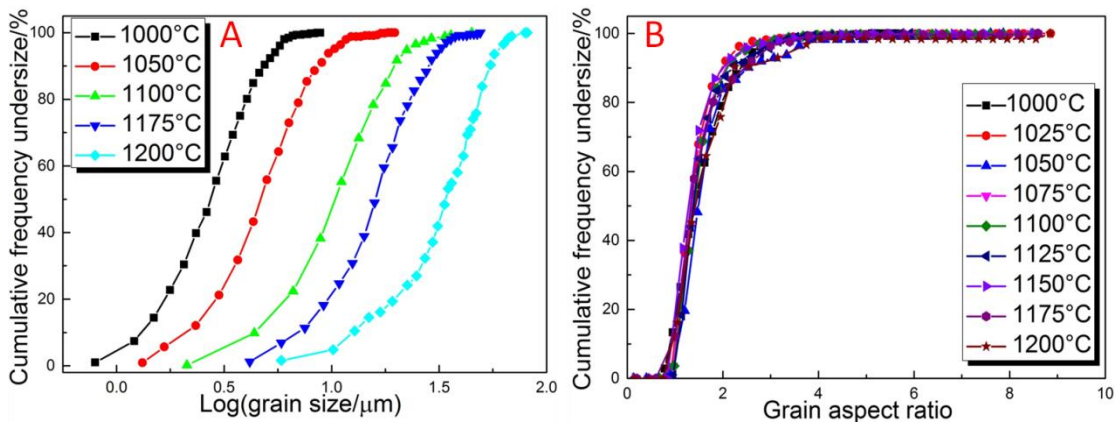 A
B
Cumulative frequency undersize/%
100
80
60
40
20
0
1000°C
1050°C
1100°C
1175°C
1200°C
0.0 0.5 1.0 1.5 2.0
Log(grain size/μm)
Cumulative frequency undersize/%
100
80
60
40
20
0
1000°C
1025°C
1050°C
1075°C
1100°C
1125°C
1150°C
1175°C
1200°C
0 2 4 6 8 10
Grain aspect ratio